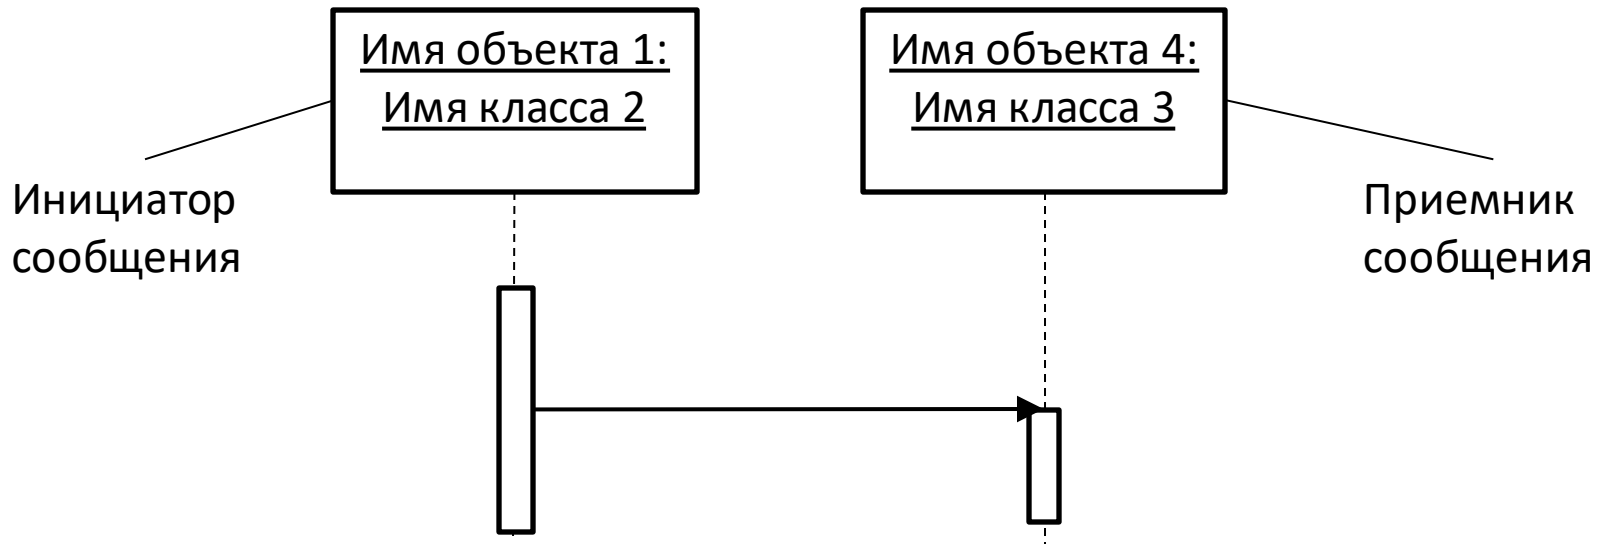 Имя объекта 1:
Имя класса 2
Имя объекта 4:
Имя класса 3
Инициатор
сообщения
Приемник
сообщения